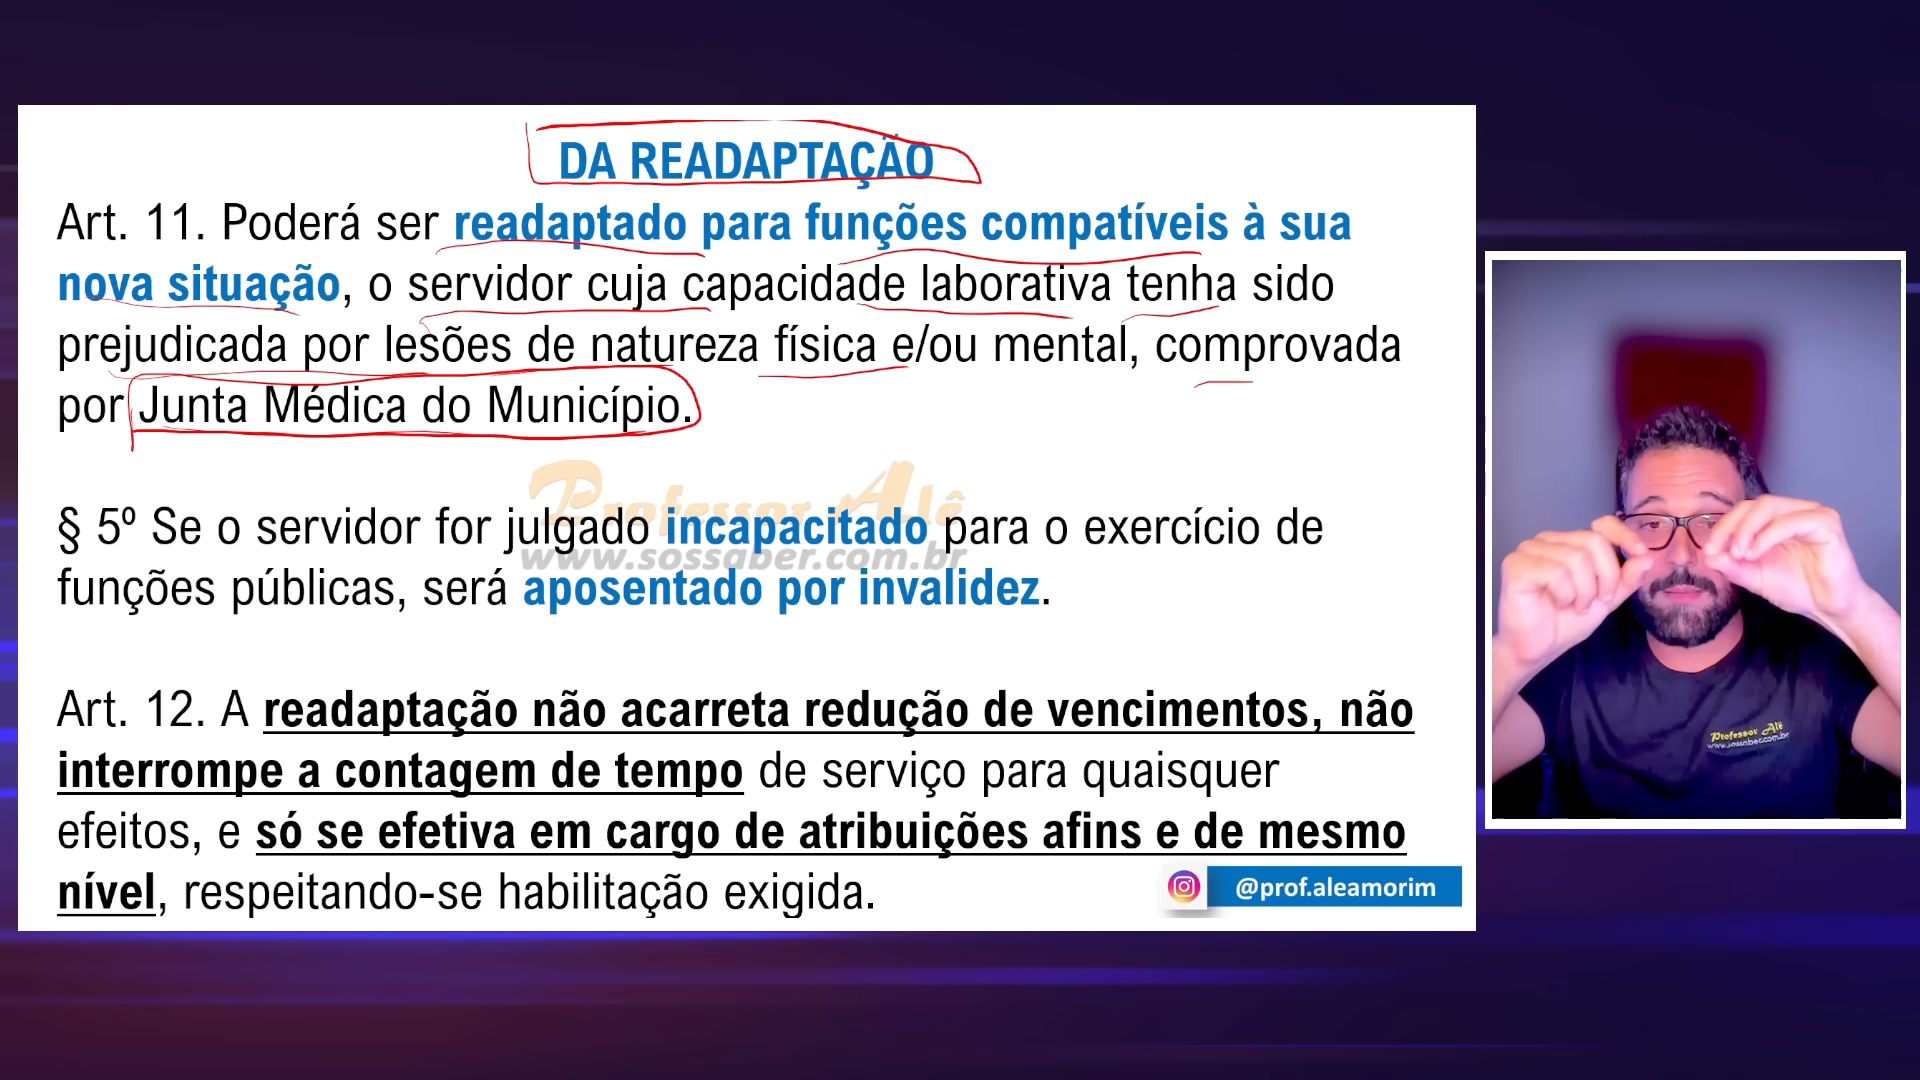 DA READAPTAÇÃO
Art. 11. Poderá ser readaptado para funções compatíveis à sua
nova situação, o servidor cuja capacidade laborativa tenha sido
prejudicada por lesões de natureza física e/ou mental, comprovada
por Junta Médica do Município.
Professor Alê
§ 5º Se o servidor for julgado incapacitado para o exercício de
www.sossaber.com.br
funções públicas, será aposentado por invalidez.
Art. 12. A readaptação não acarreta redução de vencimentos, não
interrompe a contagem de tempo de serviço para quaisquer
efeitos, e só se efetiva em cargo de atribuições afins e de mesmo
nível, respeitando-se habilitação exigida.
@prof.aleamorim
Professor Alê
www.sossaber.com.br